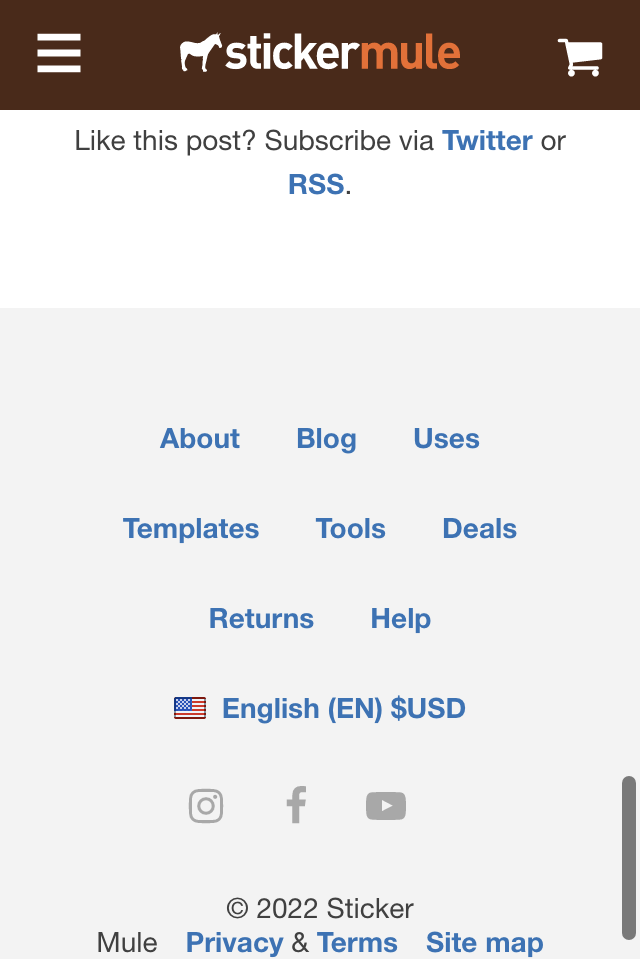 stickermule
Like this post? Subscribe via Twitter or
RSS.
About Blog Uses
Templates Tools Deals
Returns Help
English (EN) $USD
© 2022 Sticker
Mule Privacy & Terms Site map